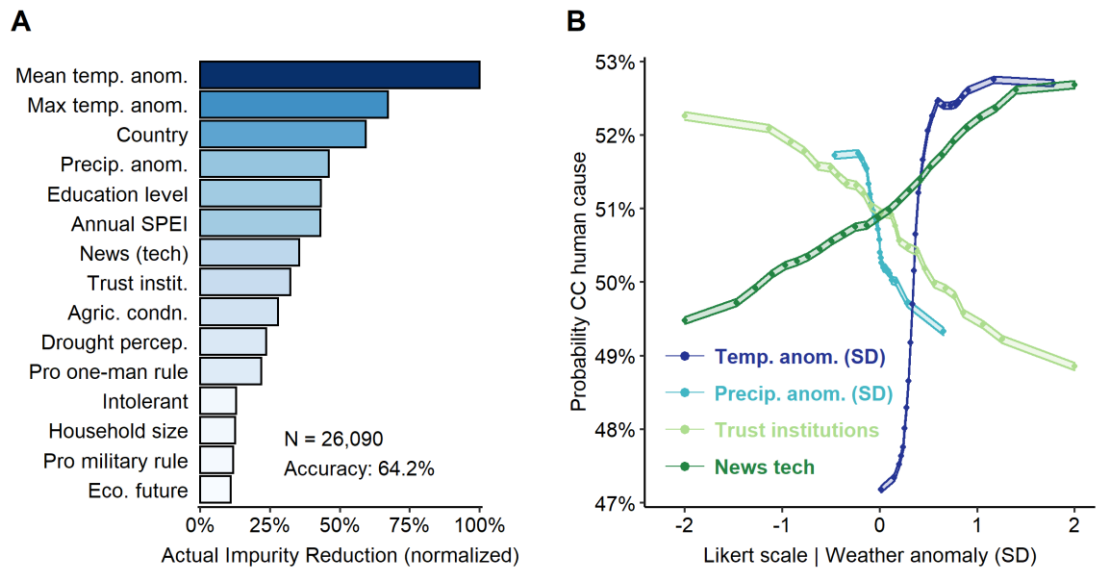 A
Mean temp. anom.
Max temp. anom.
Country
Precip. anom.
Education level
Annual SPEI
News (tech)
Trust instit.
Agric. condn.
Drought percep.
Pro one-man rule
Intolerant
Household size
Pro military rule
Eco. future
N = 26,090
Accuracy: 64.2%
0% 25% 50% 75% 100%
Actual Impurity Reduction (normalized)
B
Probability CC human cause
53%
52%
51%
50%
49%
48%
47%
Temp. anom. (SD)
Precip. anom. (SD)
Trust institutions
News tech
-2 -1 0 1 2
Likert scale | Weather anomaly (SD)